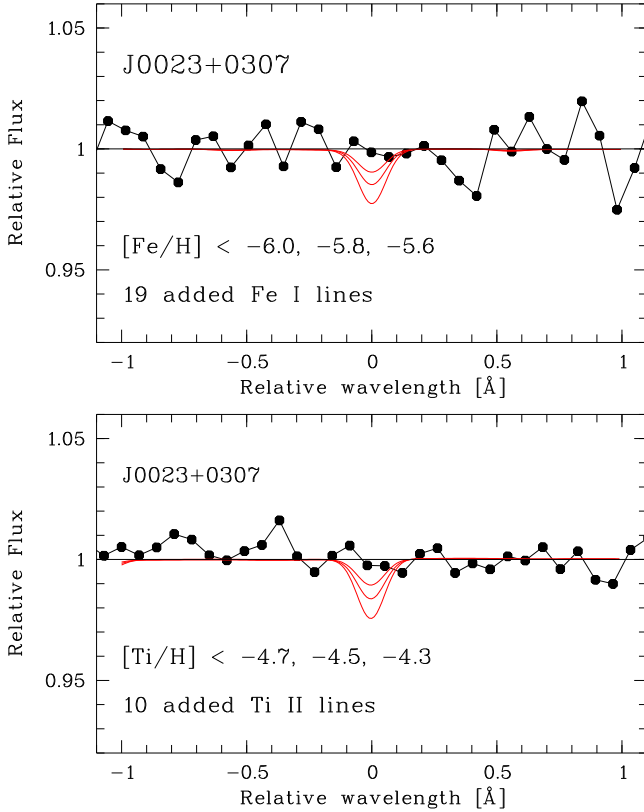 1.05
J0023+0307
1
Relative Flux
[Fe/H] < −6.0, −5.8, −5.6
0.95
19 added Fe I lines
−1 −0.5 0 0.5 1
Relative wavelength [Å]
1.05
J0023+0307
1
Relative Flux
[Ti/H] < −4.7, −4.5, −4.3
0.95
10 added Ti II lines
−1 −0.5 0 0.5 1
Relative wavelength [Å]